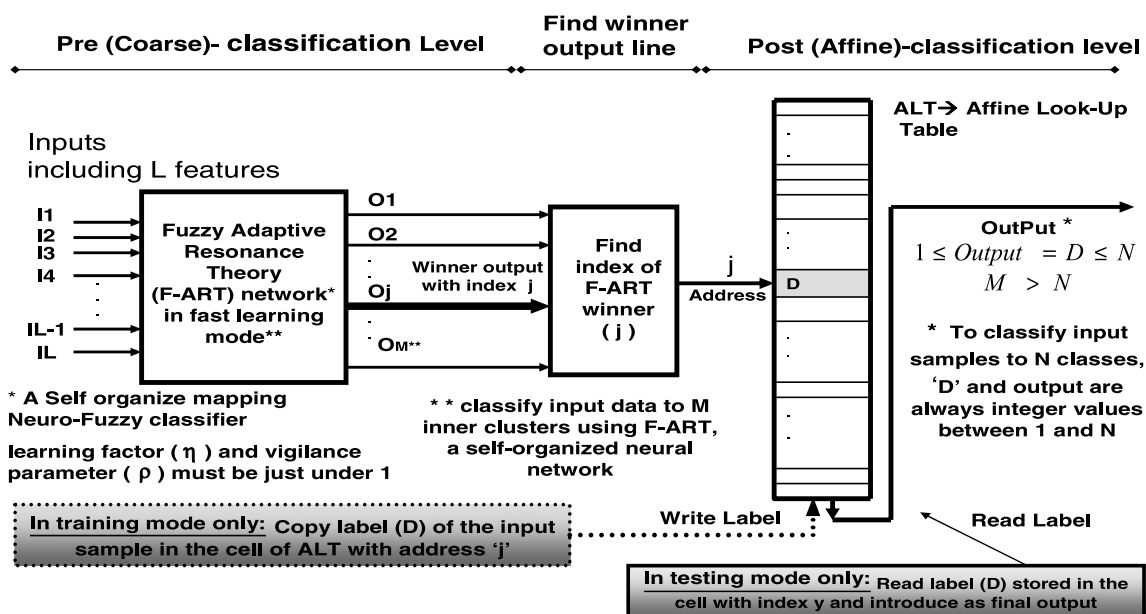 Pre (Coarse)- classification Level
Find winner
output line
Post (Affine)-classification level
ALT→ Affine Look-Up
Table
Inputs
including L features
I1
I2
I3
I4
IL-1
IL
Fuzzy Adaptive
Resonance
Theory
(F-ART) network*
in fast learning
mode**
O1
O2
Winner output
with index j
Oj
OM**
Find
index of
F-ART
winner
( j )
j
Address
D
OutPut *
1 ≤ Output = D ≤ N
M > N
* To classify input
samples to N classes,
'D' and output are
always integer values
between 1 and N
* A Self organize mapping
Neuro-Fuzzy classifier
learning factor ( η ) and vigilance
parameter ( ρ ) must be just under 1
* * classify input data to M
inner clusters using F-ART,
a self-organized neural
network
In training mode only: Copy label (D) of the input
sample in the cell of ALT with address 'j'
Write Label
Read Label
In testing mode only: Read label (D) stored in the
cell with index y and introduce as final output